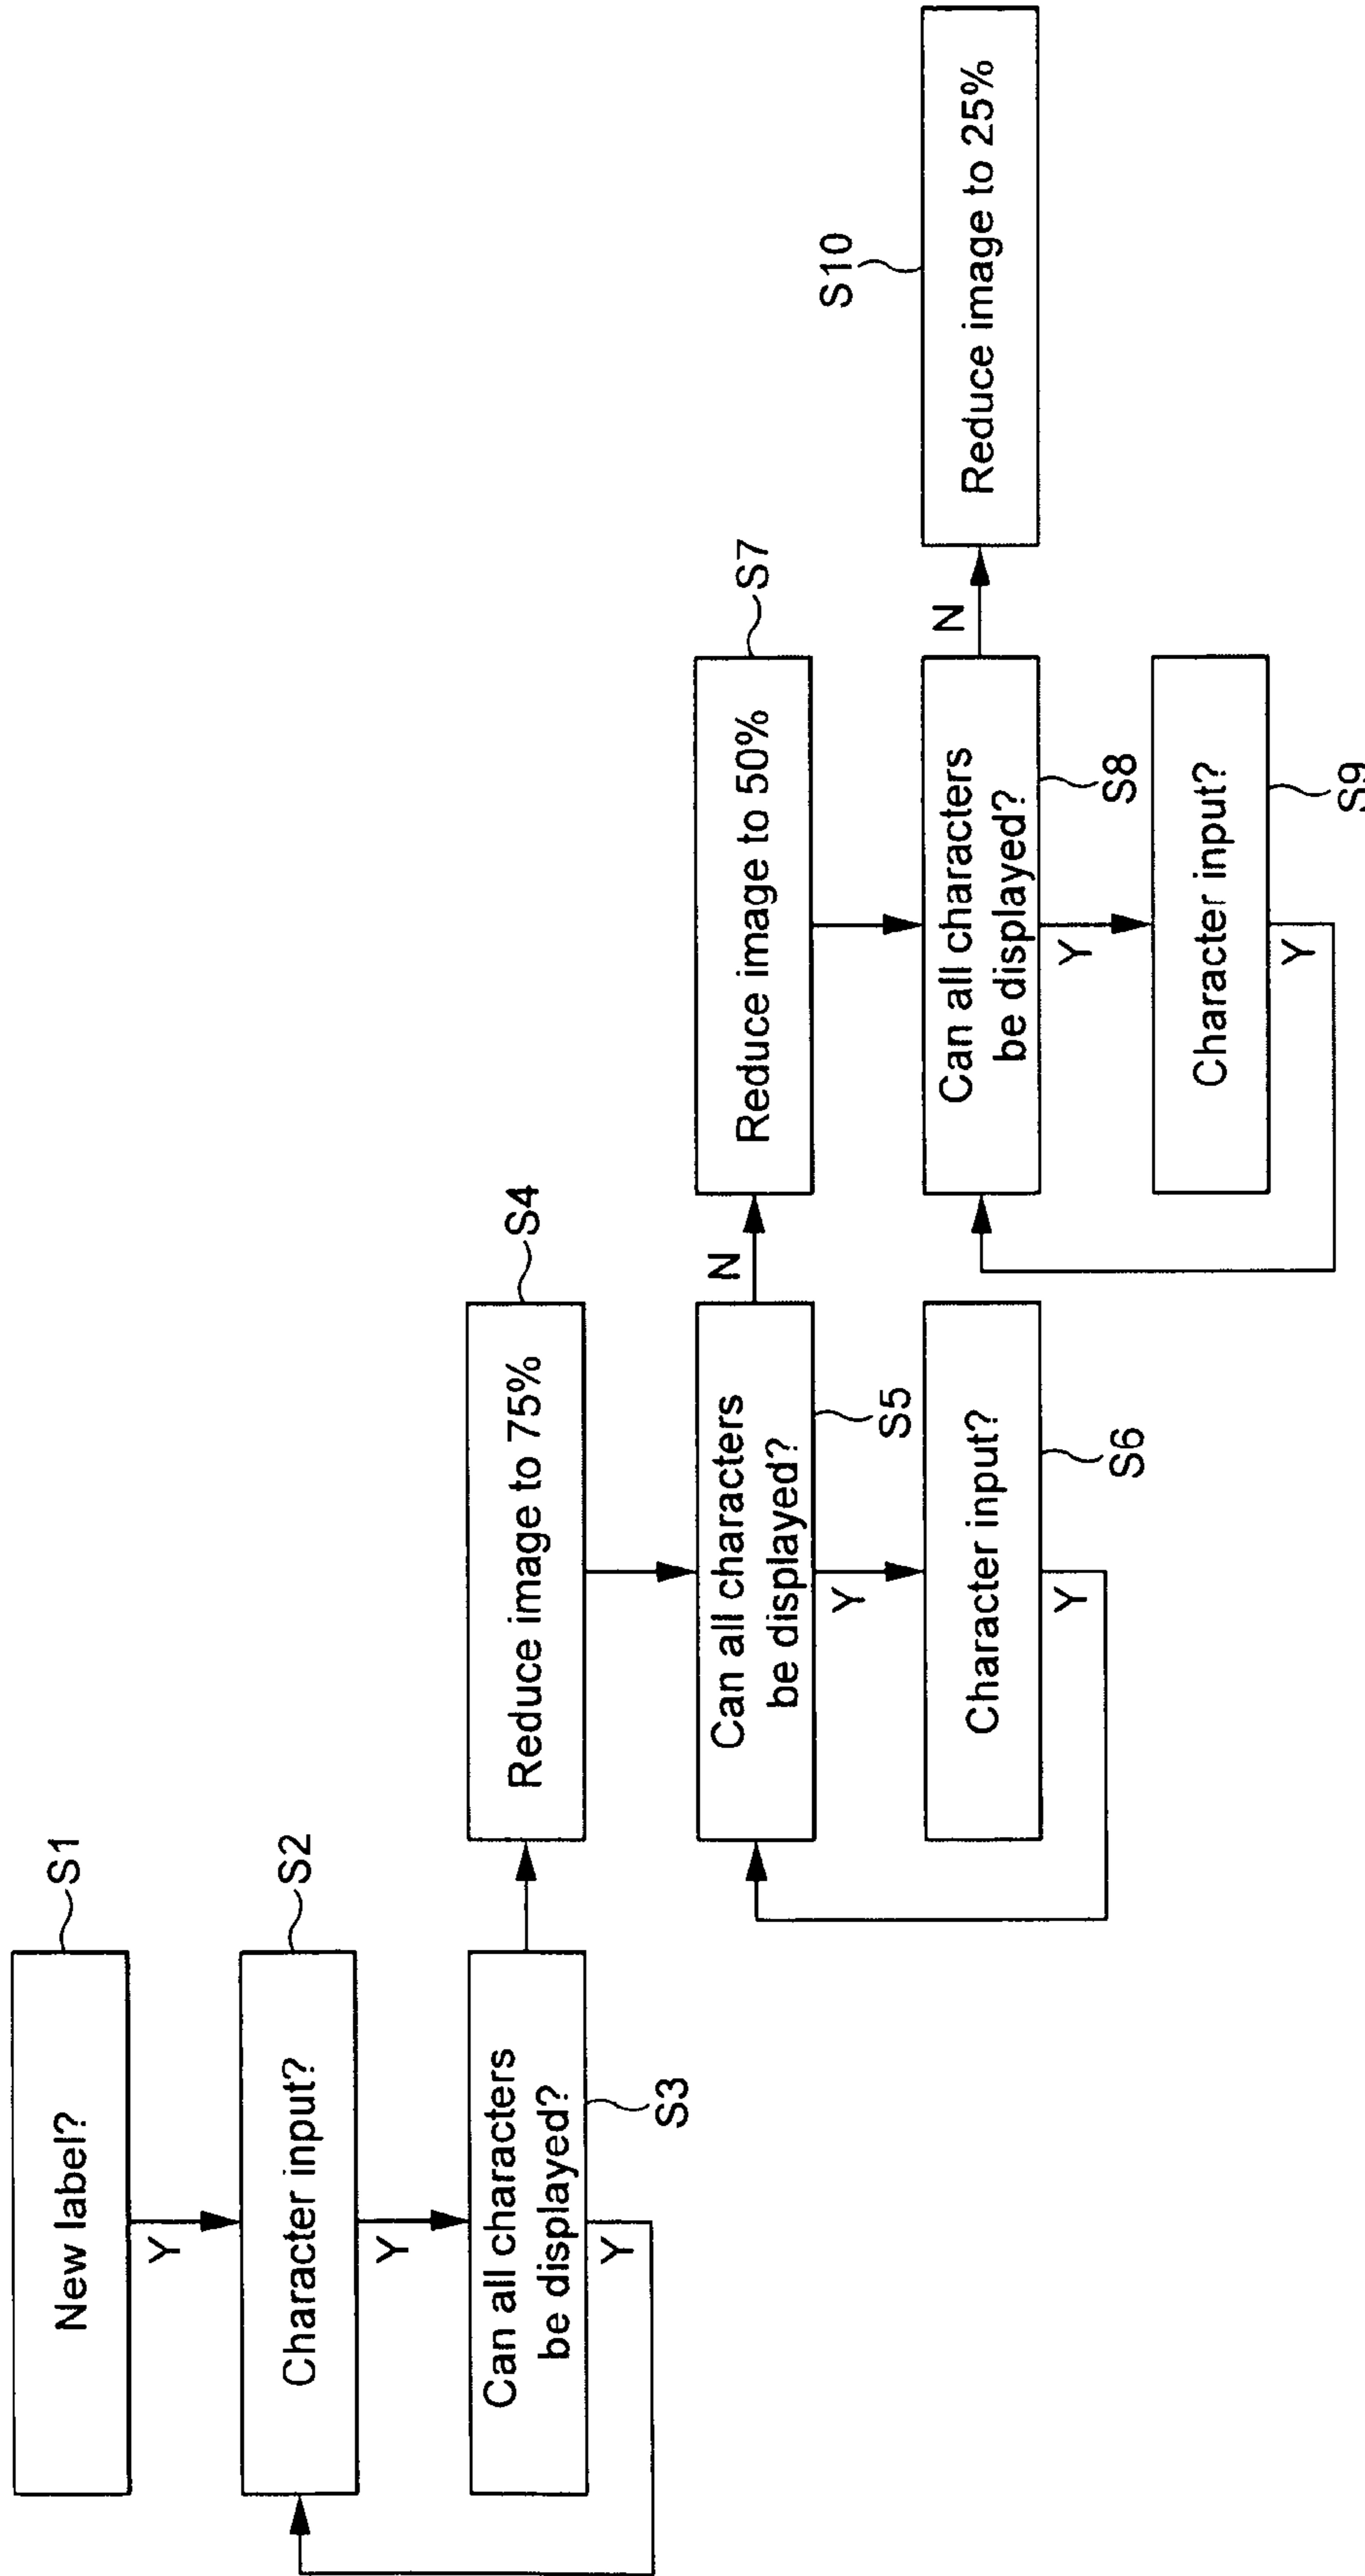 New label?
S1
Y
Character input?
S2
Y
Can all characters
be displayed?
S3
Y
Reduce image to 75%
S4
Can all characters
be displayed?
S5
N
Y
Character input?
S6
Y
Reduce image to 50%
S7
Can all characters
be displayed?
S8
N
Y
Character input?
S9
Y
Reduce image to 25%
S10